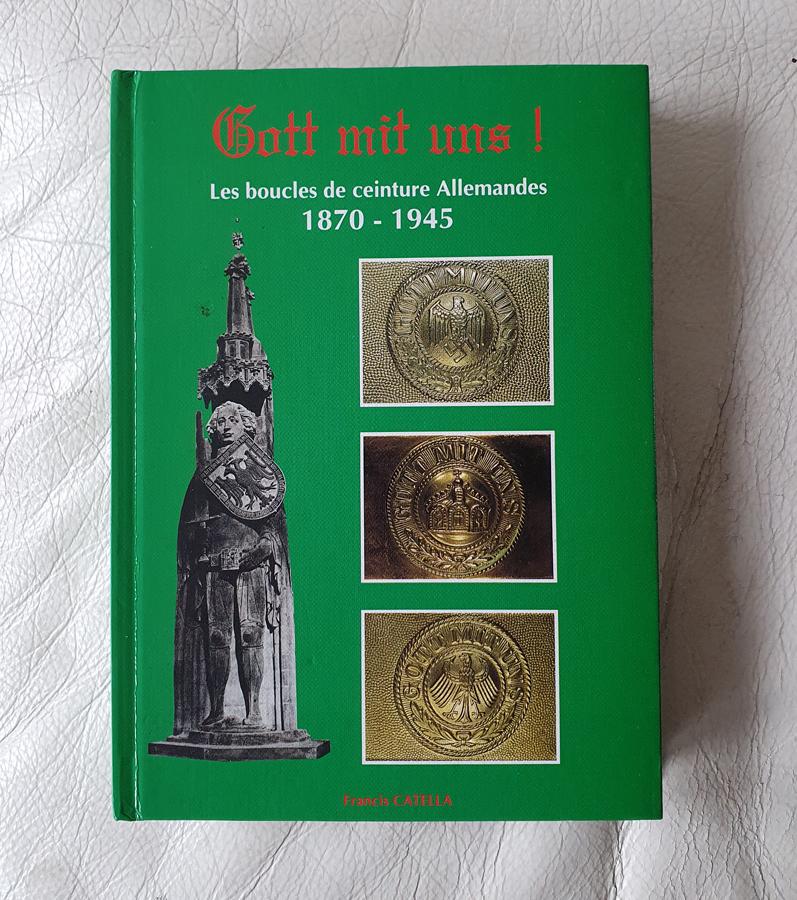 Gott mit uns !
Les boucles de ceinture Allemandes
1870 - 1945
GOTT MIT UNS
GOTT MIT UNS
GOTT MIT UNS
Francis CATELLA